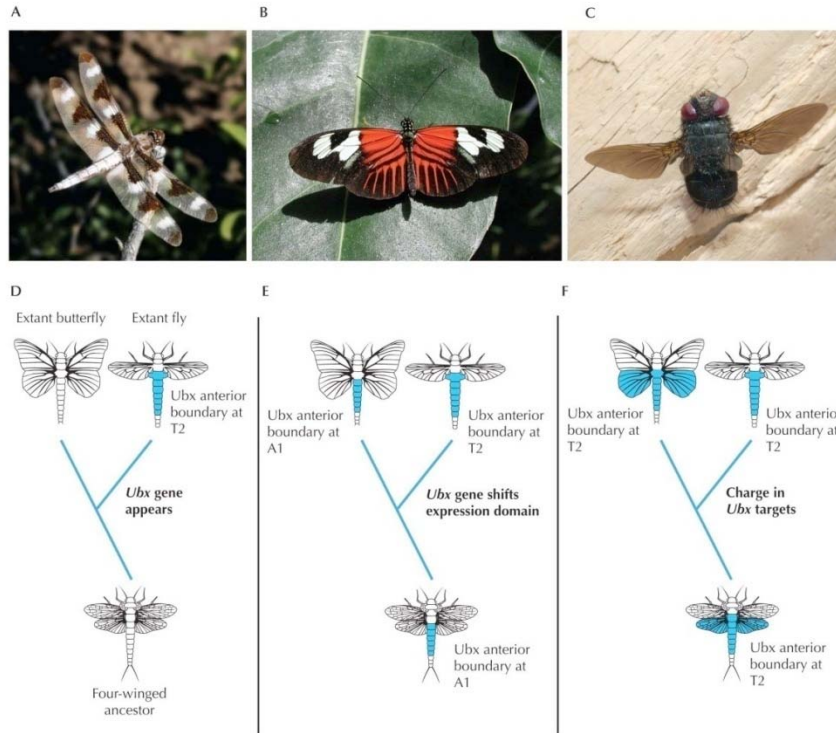 A
B
C
D
E
F
Extant butterfly
Extant fly
Ubx anterior
boundary at
T2
Ubx gene
appears
Four-winged
ancestor
Ubx anterior
boundary at
A1
Ubx anterior
boundary at
T2
Ubx gene shifts
expression domain
Ubx anterior
boundary at
A1
Ubx anterior
boundary at
T2
Ubx anterior
boundary at
T2
Charge in
Ubx targets
Ubx anterior
boundary at
T2